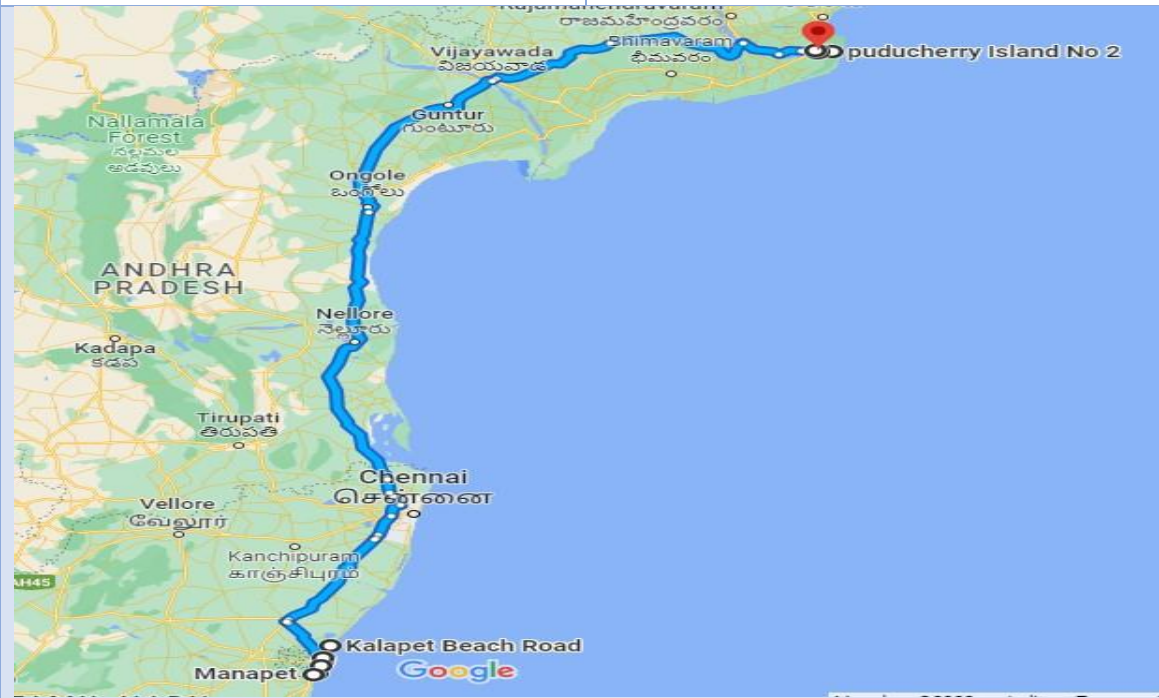 రాజమహేంద్రవరం
Vijayawada
విజయవాడ
Bhimavaram
భీమవరం
puducherry Island No 2
Nallamala
Forest
నల్లమల
అడవులు
Guntur
గుంటూరు
Ongole
ఒంగోలు
ANDHRA
PRADESH
Nellore
నెల్లూరు
Kadapa
కడప
Tirupati
తిరుపతి
Chennai
சென்னை
Vellore
வேலூர்
Kanchipuram
காஞ்சிபுரம்
AH45
Kalapet Beach Road
Manapet
Google